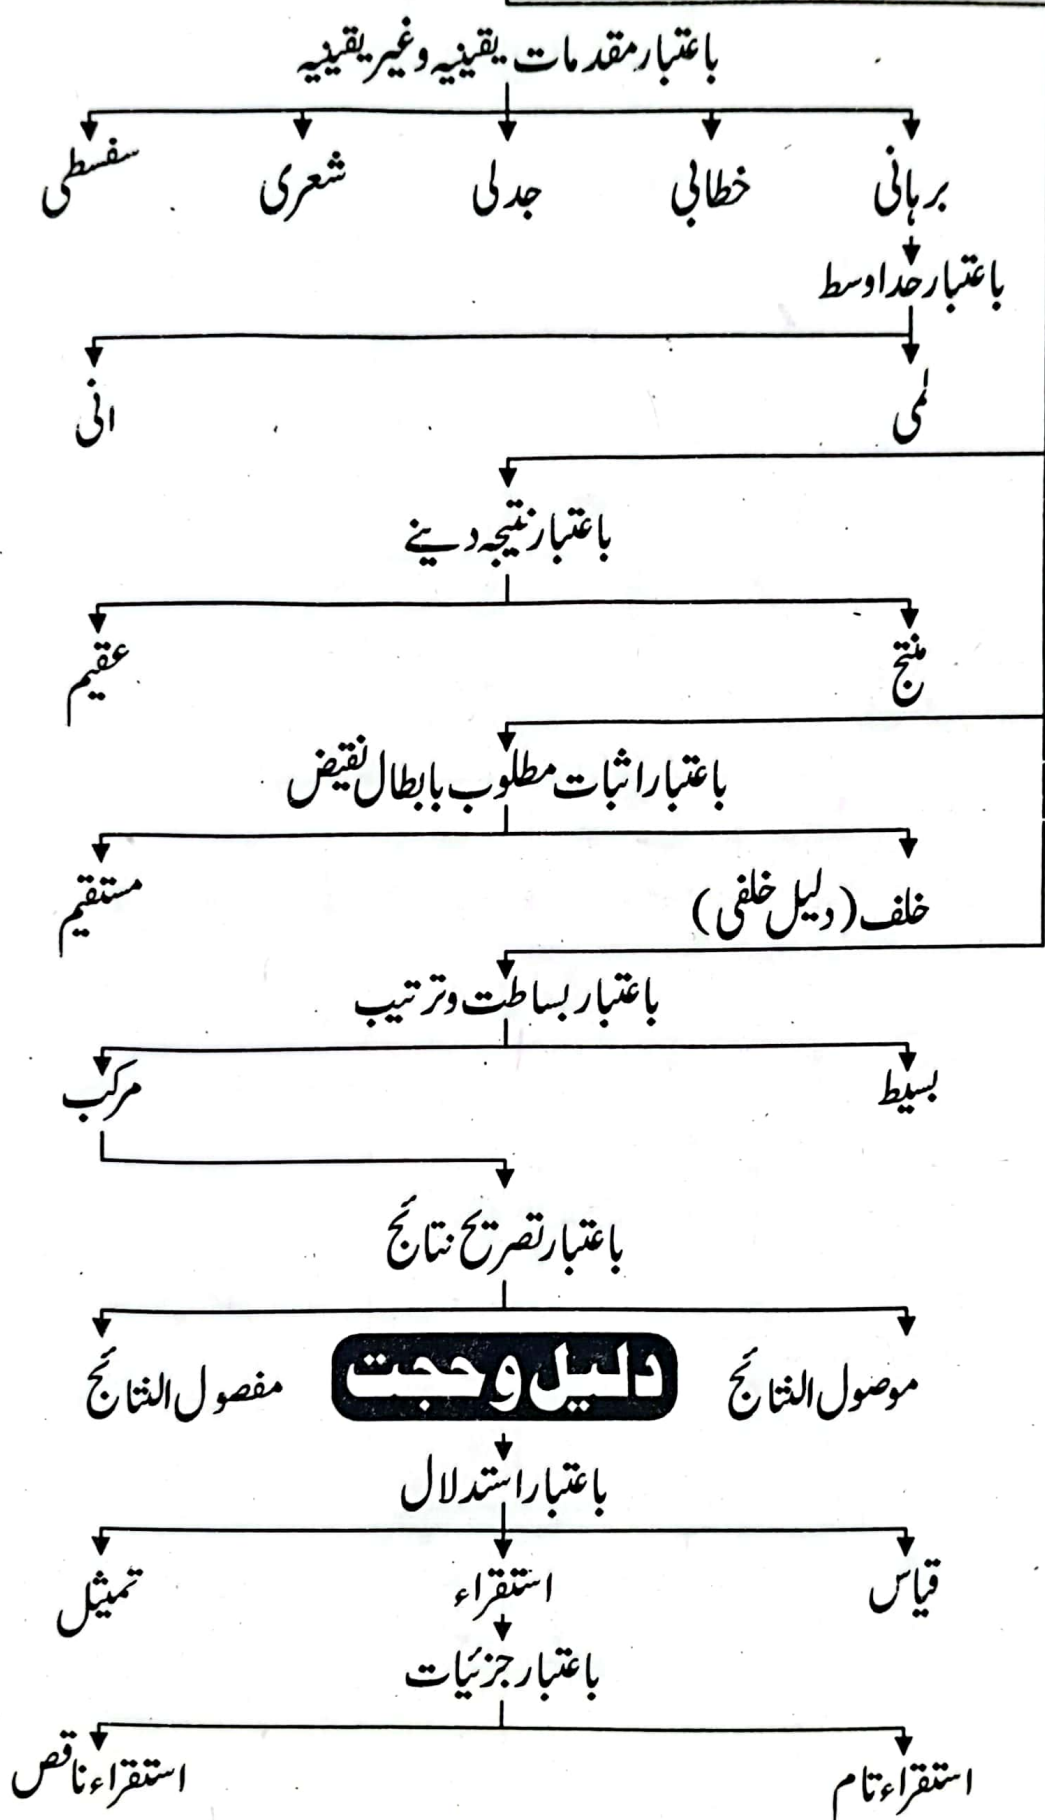 باعتبار مقدمات یقینیہ وغیر یقینیہ
برہانی خطابی جدلی شعری سفسطی
باعتبار حد اوسط
لمی انی
باعتبار نتیجہ دینے
منتج عقیم
باعتبار اثبات مطلوب بابطال نقیض
خلف (دلیل خلفی) مستقیم
باعتبار بساطت وترتیب
بسیط مرکب
باعتبار تصریح نتائج
موصول النتائج دلیل و حجت مفصول النتائج
باعتبار استدلال
قیاس استقراء تمثیل
باعتبار جزئیات
استقراء تام استقراء ناقص